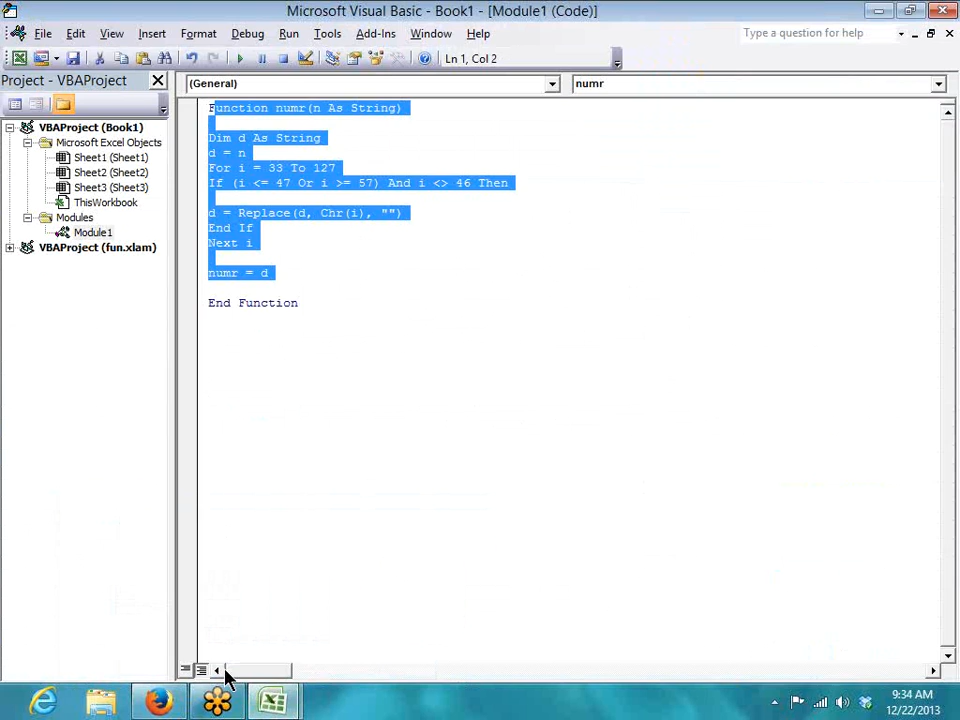 Microsoft Visual Basic - Book1 - [Module1 (Code)]
File Edit View Insert Format Debug Run Tools Add-Ins Window Help
Type a question for help
Ln 1, Col 2
Project - VBAProject
(General)
numr
VBAProject (Book1)
Microsoft Excel Objects
Sheet1 (Sheet1)
Sheet2 (Sheet2)
Sheet3 (Sheet3)
ThisWorkbook
Modules
Module1
VBAProject (fun.xlam)
Function numr(n As String)
Dim d As String
d = n
For i = 33 To 127
If (i <= 47 Or i >= 57) And i <> 46 Then
d = Replace(d, Chr(i), "")
End If
Next i
numr = d
End Function
9:34 AM
12/22/2013